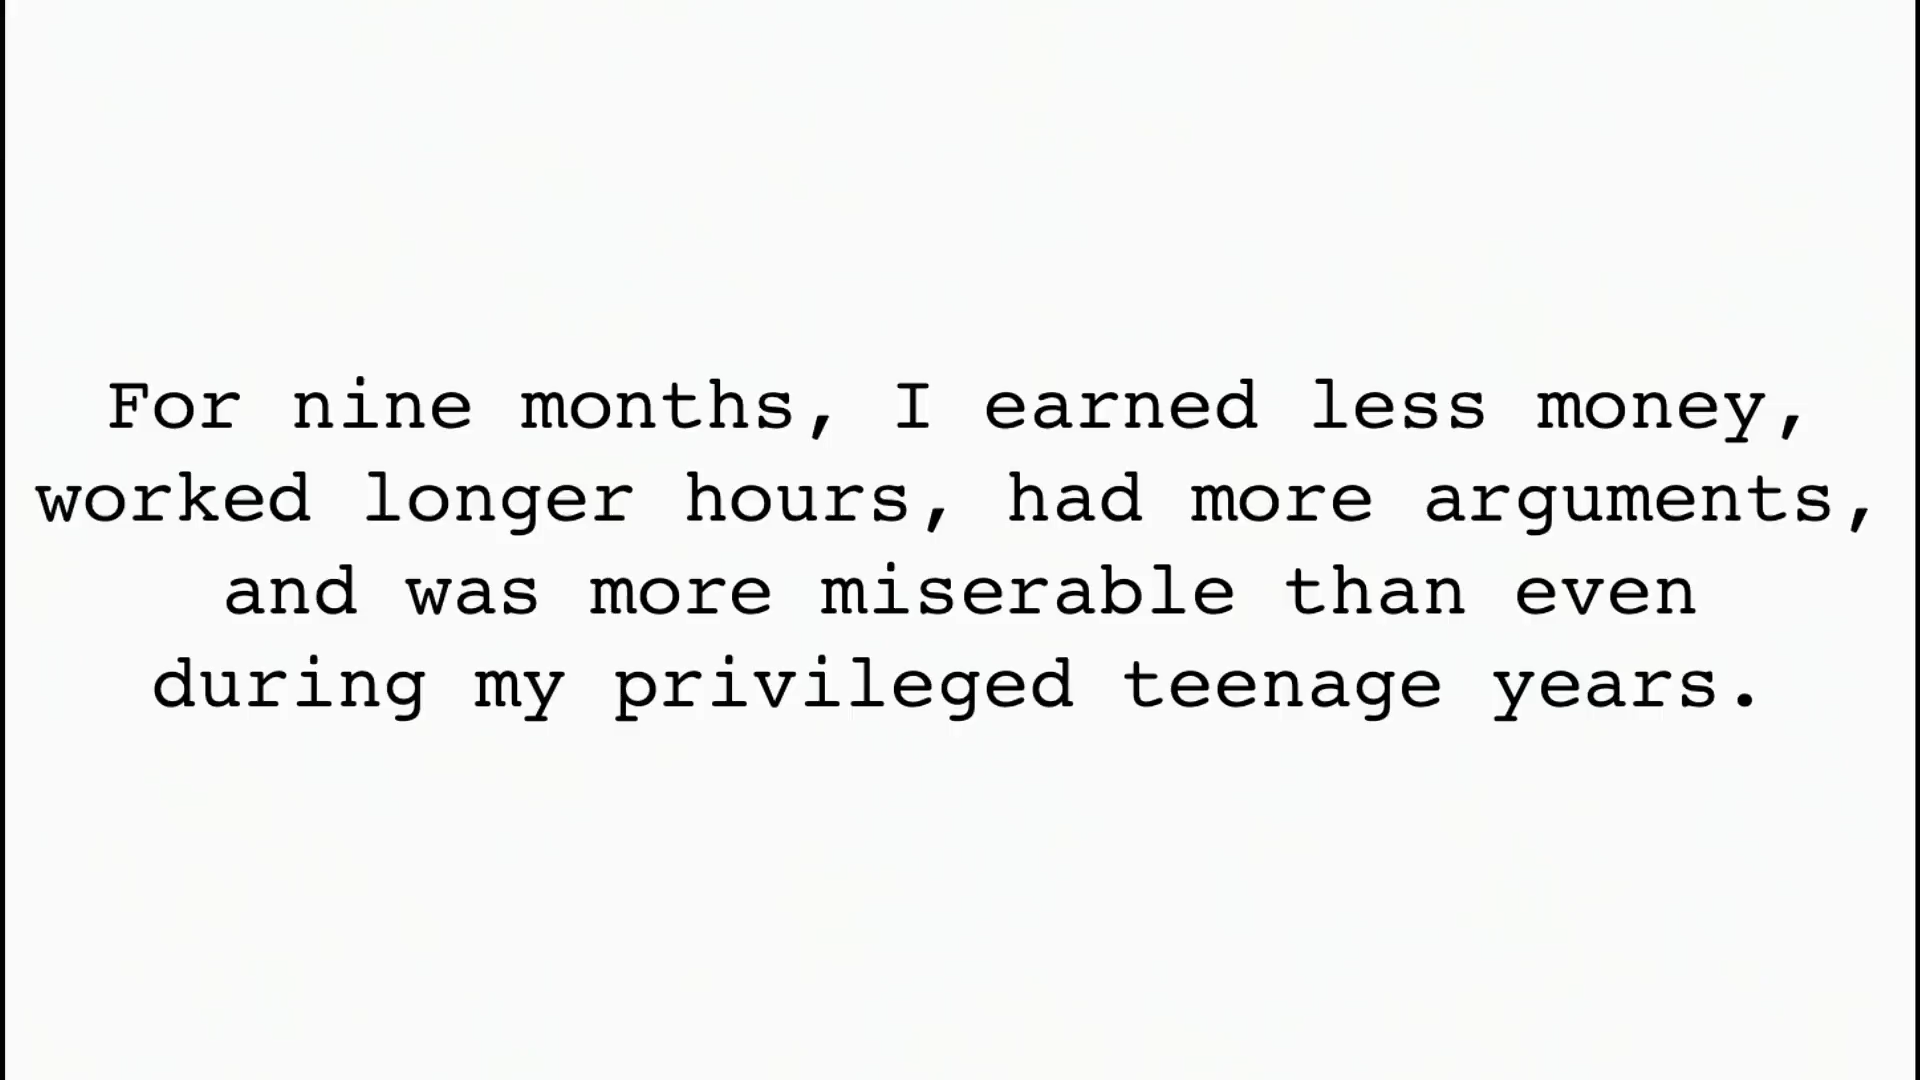 For nine months, I earned less money,
worked longer hours, had more arguments,
and was more miserable than even
during my privileged teenage years.